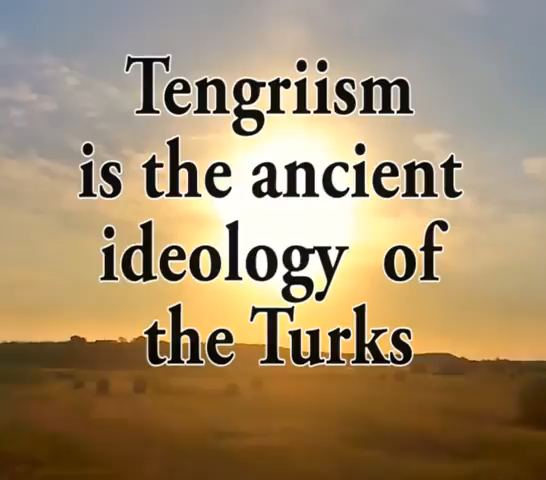 Tengriism
is the ancient
ideology of
the Turks